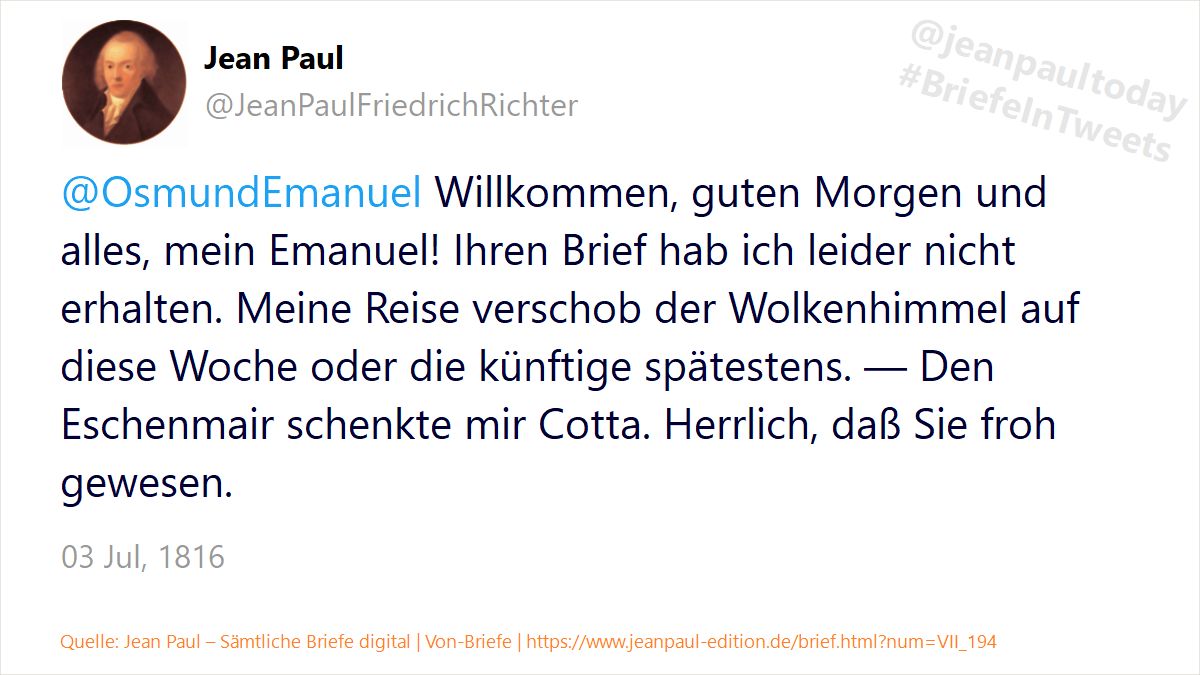 Jean Paul
@JeanPaulFriedrichRichter
@jeanpaultoday
#BriefeInTweets
@OsmundEmanuel Willkommen, guten Morgen und
alles, mein Emanuel! Ihren Brief hab ich leider nicht
erhalten. Meine Reise verschob der Wolkenhimmel auf
diese Woche oder die künftige spätestens. — Den
Eschenmair schenkte mir Cotta. Herrlich, daß Sie froh
gewesen.
03 Jul, 1816
Quelle: Jean Paul – Sämtliche Briefe digital | Von-Briefe | https://www.jeanpaul-edition.de/brief.html?num=VII_194